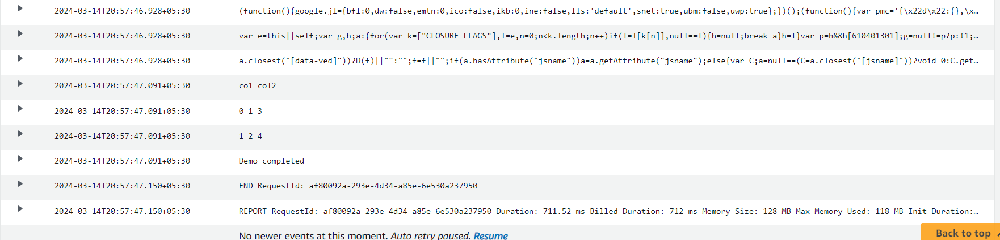 2024-03-14T20:57:46.928+05:30 (function(){google.jl={bfl:0,dw:false,emtn:0,ico:false,ikb:0,ine:false,lls:'default',snet:true,ubm:false,uwp:true};})();(function(){var pmc='{\x22d\x22:{},\x…
2024-03-14T20:57:46.928+05:30 var e=this||self;var g,h;a:{for(var k=["CLOSURE_FLAGS"],l=e,n=0;n<k.length;n++)if(l=l[k[n]],null==l){h=null;break a}h=l}var p=h&&h[610401301];g=null!=p?p:!1;…
2024-03-14T20:57:46.928+05:30 a.closest("[data-ved]"))?D(f)||"":"";f=f||"";if(a.hasAttribute("jsname"))a=a.getAttribute("jsname");else{var C;a=null==(C=a.closest("[jsname]"))?void 0:C.get…
2024-03-14T20:57:47.091+05:30 co1 col2
2024-03-14T20:57:47.091+05:30 0 1 3
2024-03-14T20:57:47.091+05:30 1 2 4
2024-03-14T20:57:47.091+05:30 Demo completed
2024-03-14T20:57:47.150+05:30 END RequestId: af80092a-293e-4d34-a85e-6e530a237950
2024-03-14T20:57:47.150+05:30 REPORT RequestId: af80092a-293e-4d34-a85e-6e530a237950 Duration: 711.52 ms Billed Duration: 712 ms Memory Size: 128 MB Max Memory Used: 118 MB Init Duration:…
No newer events at this moment. Auto retry paused. Resume
Back to top